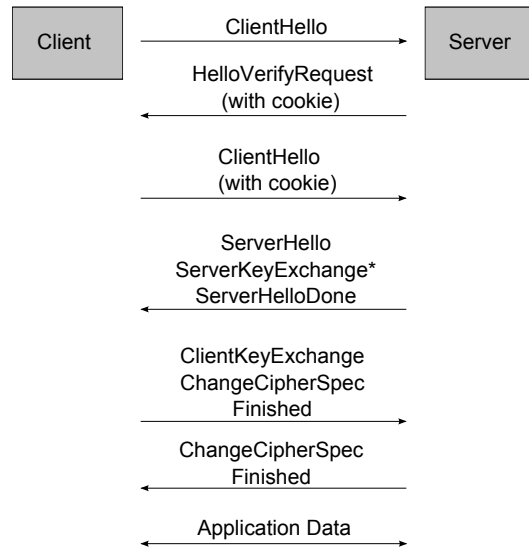 Client
ClientHello
Server
HelloVerifyRequest
(with cookie)
ClientHello
(with cookie)
ServerHello
ServerKeyExchange*
ServerHelloDone
ClientKeyExchange
ChangeCipherSpec
Finished
ChangeCipherSpec
Finished
Application Data